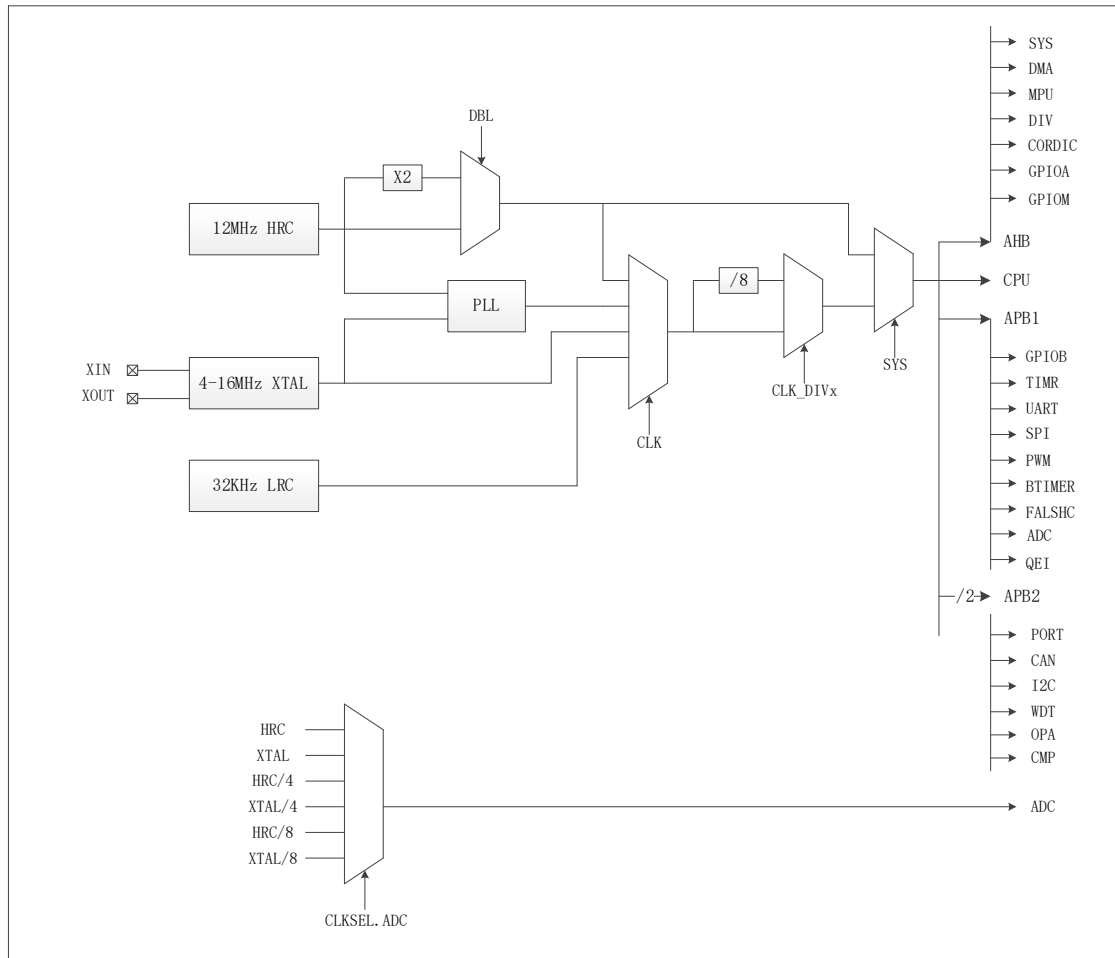 SYS
DMA
MPU
DIV
CORDIC
GPIOA
GPIOM
DBL
X2
12MHz HRC
AHB
CPU
/8
PLL
APB1
XIN
XOUT
4-16MHz XTAL
SYS
CLK_DIVx
CLK
32KHz LRC
GPIOB
TIMR
UART
SPI
PWM
BTIMER
FALSHC
ADC
QEI
/2
APB2
PORT
CAN
I2C
WDT
OPA
CMP
HRC
XTAL
HRC/4
XTAL/4
HRC/8
XTAL/8
ADC
CLKSEL.ADC